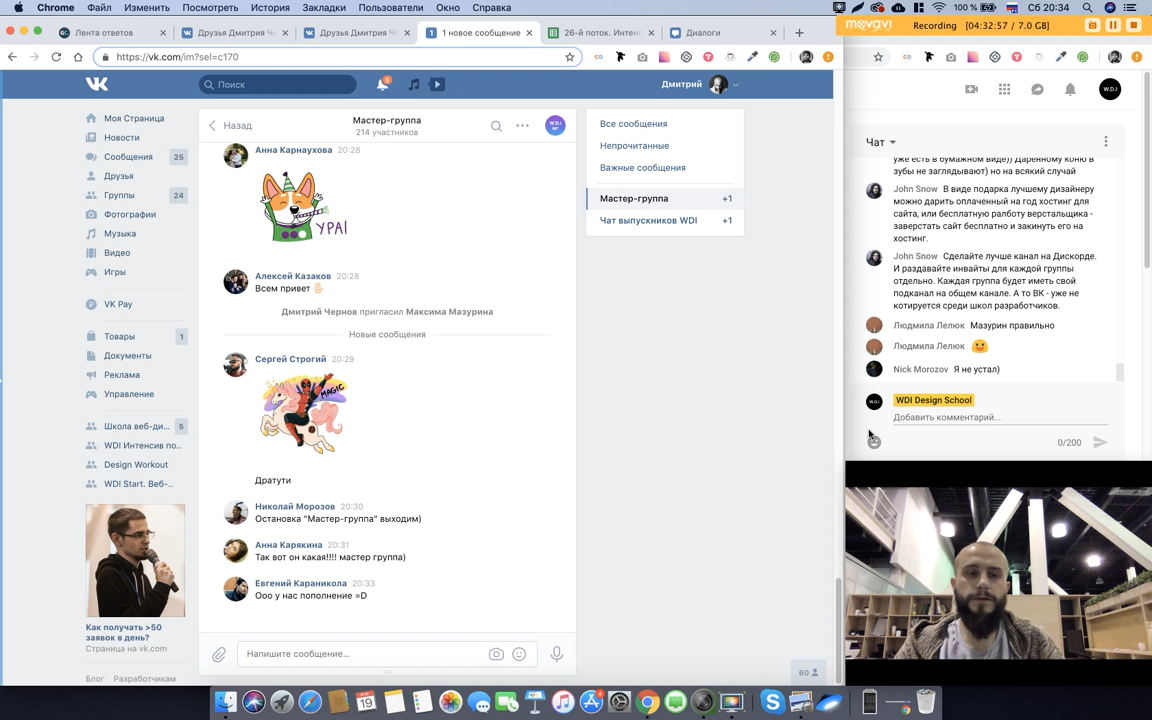 Chrome Файл Изменить Посмотреть История Закладки Пользователи Окно Справка
100 % Сб 20:34
movavi Recording [04:32:57 / 7.0 GB]
Лента ответов
Друзья Дмитрия Ч
Друзья Дмитрия Ч
1 новое сообщение
26-й поток. Интенс
Диалоги
https://vk.com/im?sel=c170
Поиск
6
Дмитрий
Моя Страница
Новости
Сообщения 25
Друзья
Группы 24
Фотографии
Музыка
Видео
Игры
VK Pay
Товары 1
Документы
Реклама
Управление
Школа веб-ди... 5
WDI Интенсив по..
Design Workout
WDI Start. Веб-..
Как получать >50
заявок в день?
Страница на vk.com
Блог Разработчикам
Назад
Мастер-группа
214 участников
Анна Карнаухова 20:28
УРА!
Алексей Казаков 20:28
Всем привет
Дмитрий Чернов пригласил Максима Мазурина
Новые сообщения
Сергей Строгий 20:29
MAGIC
Дратути
Николай Морозов 20:30
Остановка "Мастер-группа" выходим)
Анна Карякина 20:31
Так вот он какая!!!! мастер группа)
Евгений Караникола 20:33
Ооо у нас пополнение =D
Напишите сообщение...
Все сообщения
Непрочитанные
Важные сообщения
Мастер-группа +1
Чат выпускников WDI +1
60
W.D.I
Чат
уже есть в бумажном виде)) Даренному коню в
зубы не заглядывают) но на всякий случай
John Snow В виде подарка лучшему дизайнеру
можно дарить оплаченный на год хостинг для
сайта, или бесплатную ралботу верстальщика -
заверстать сайт бесплатно и закинуть его на
хостинг.
John Snow Сделайте лучше канал на Дискорде.
И раздавайте инвайты для каждой группы
отдельно. Каждая группа будет иметь свой
подканал на общем канале. А то ВК - уже не
котируется среди школ разработчиков.
Людмила Лелюк Мазурин правильно
Людмила Лелюк
Nick Morozov Я не устал)
WDI Design School
Добавить комментарий...
0/200
19